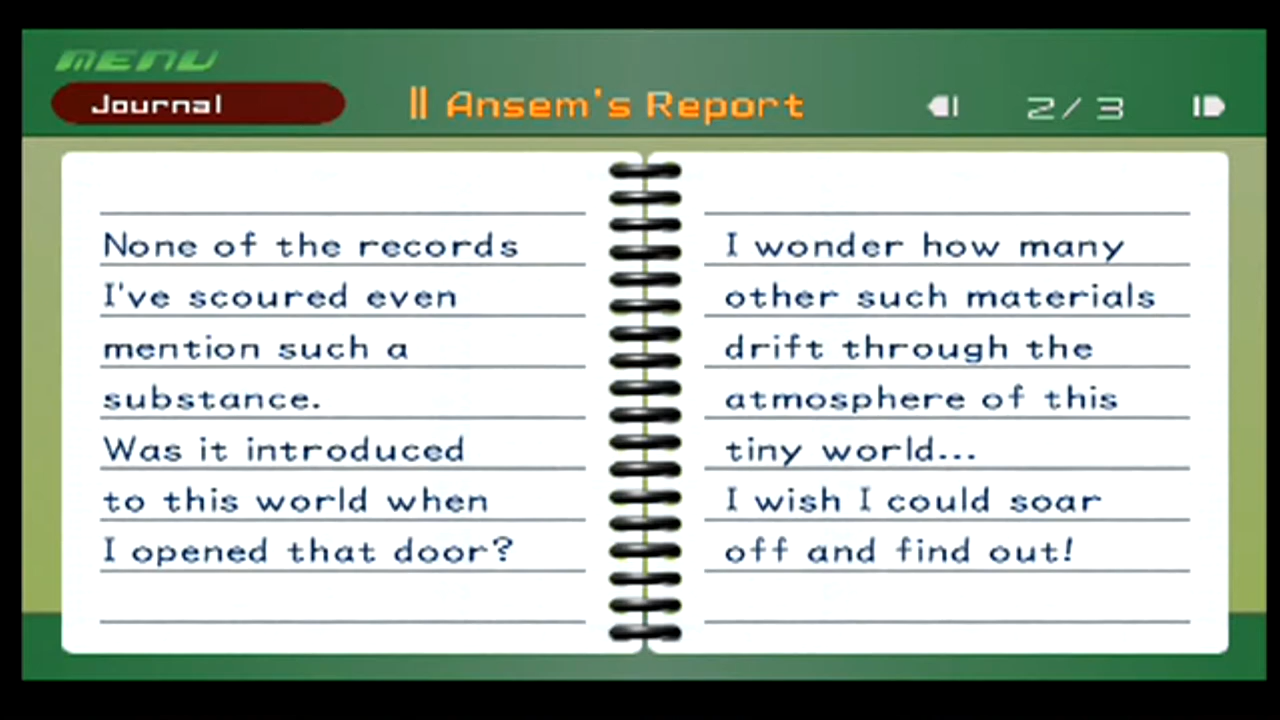 MENU
Journal
Ansem's Report
2/3
None of the records
I've scoured even
mention such a
substance.
Was it introduced
to this world when
I opened that door?
I wonder how many
other such materials
drift through the
atmosphere of this
tiny world...
I wish I could soar
off and find out!